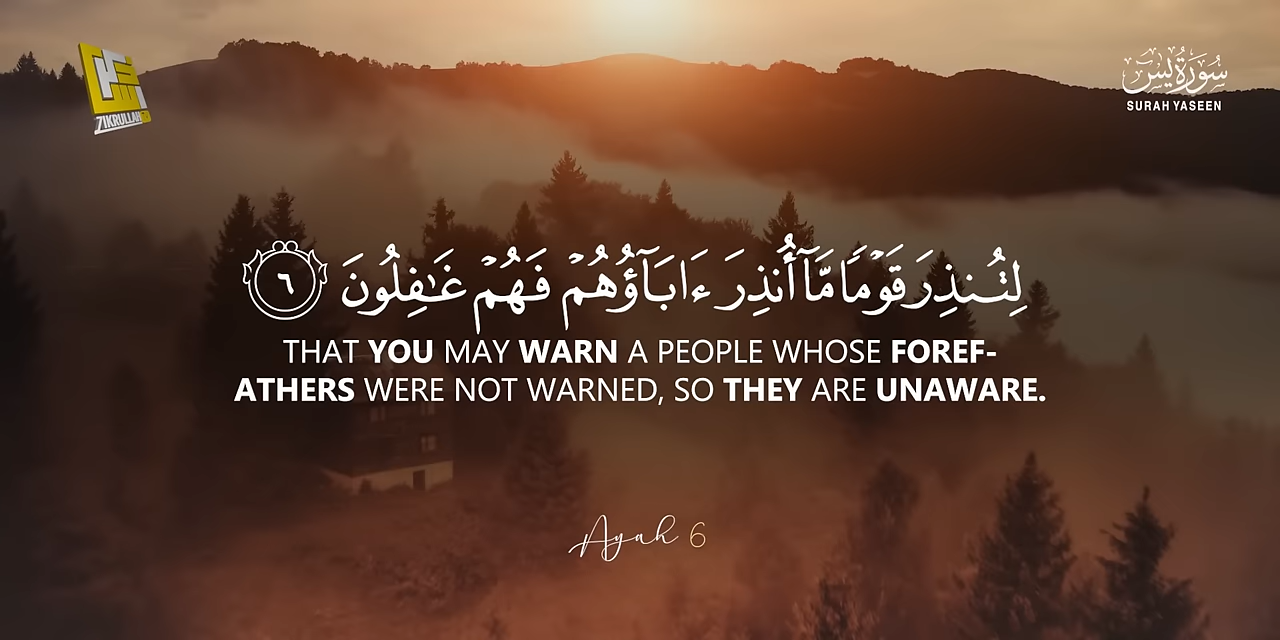 ZIKRULLAH
سُورَةُ يٰسٓ
SURAH YASEEN
لِتُنذِرَ قَوْمًا مَّآ أُنذِرَ ءَابَآؤُهُمْ فَهُمْ غَـٰفِلُونَ ٦
THAT YOU MAY WARN A PEOPLE WHOSE FOREF-
ATHERS WERE NOT WARNED, SO THEY ARE UNAWARE.
Ayah 6